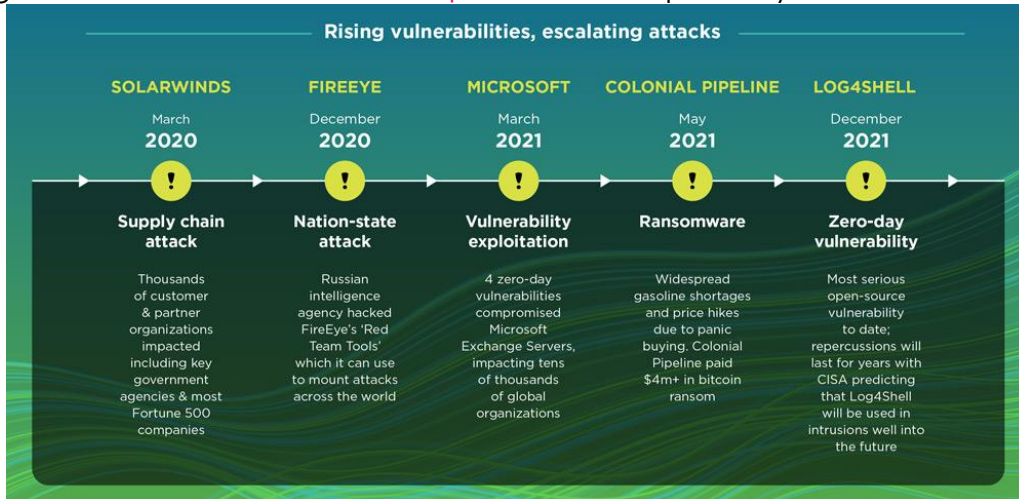 Rising vulnerabilities, escalating attacks
SOLARWINDS
March
2020
Supply chain
attack
Thousands
of customer
& partner
organizations
impacted
including key
government
agencies & most
Fortune 500
companies
FIREEYE
December
2020
Nation-state
attack
Russian
intelligence
agency hacked
FireEye's 'Red
Team Tools'
which it can use
to mount attacks
across the world
MICROSOFT
March
2021
Vulnerability
exploitation
4 zero-day
vulnerabilities
compromised
Microsoft
Exchange Servers,
impacting tens
of thousands
of global
organizations
COLONIAL PIPELINE
May
2021
Ransomware
Widespread
gasoline shortages
and price hikes
due to panic
buying. Colonial
Pipeline paid
$4m+ in bitcoin
ransom
LOG4SHELL
December
2021
Zero-day
vulnerability
Most serious
open-source
vulnerability
to date;
repercussions will
last for years with
CISA predicting
that Log4Shell
will be used in
intrusions well into
the future